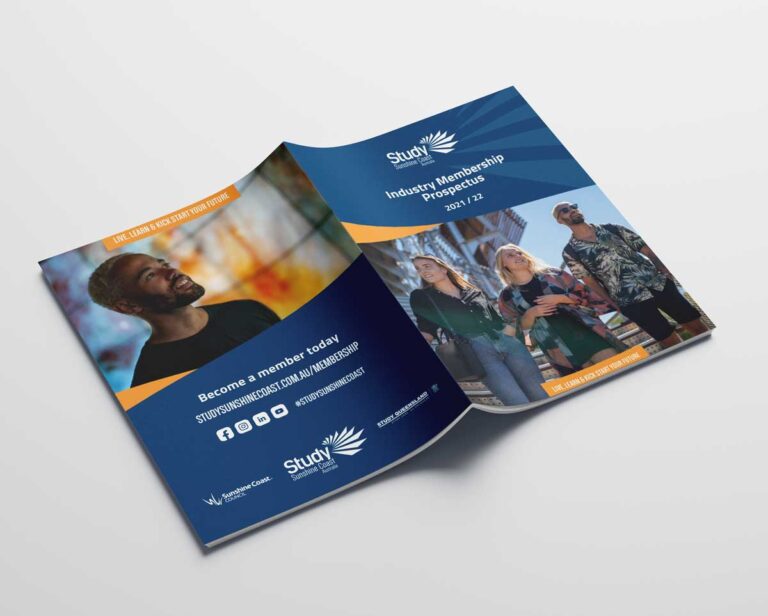 LIVE, LEARN & KICK START YOUR FUTURE
Become a member today
STUDYSUNSHINECOAST.COM.AU/MEMBERSHIP
@STUDYSUNSHINECOAST
Sunshine Coast
COUNCIL
Study
Sunshine Coast
Australia
STUDY QUEENSLAND
Study
Sunshine Coast
Australia
Industry Membership
Prospectus
2021 / 22
LIVE, LEARN & KICK START YOUR FUTURE